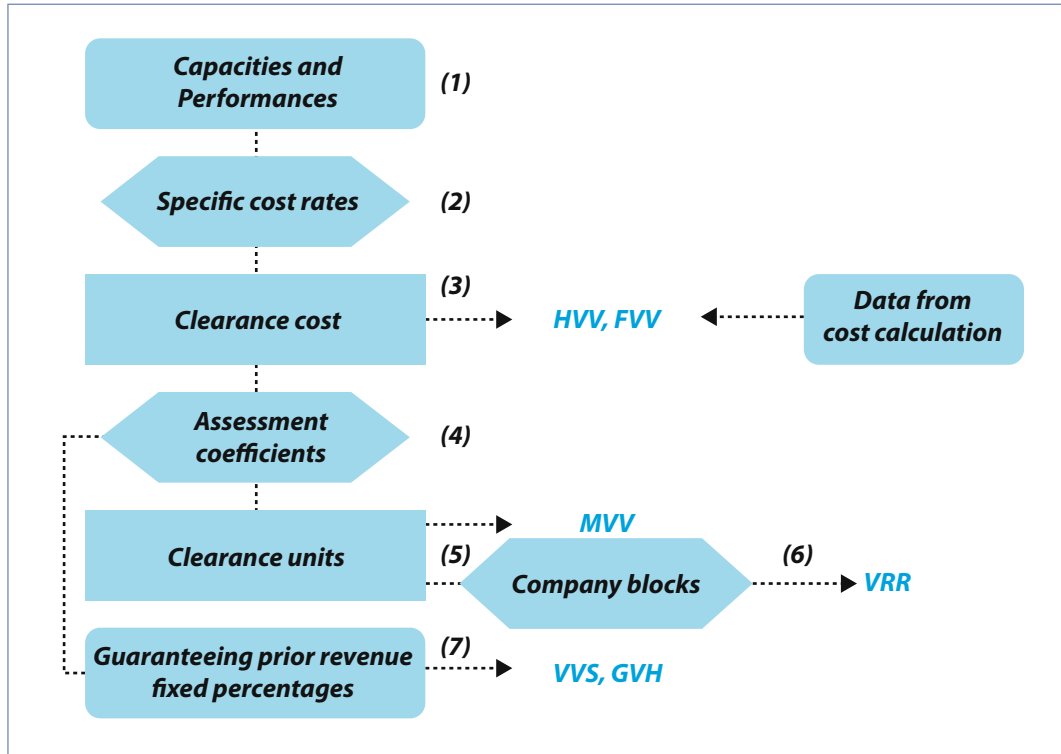 Capacities and
Performances
(1)
Specific cost rates
(2)
Clearance cost
(3)
HVV, FVV
Data from
cost calculation
Assessment
coefficients
(4)
MVV
Clearance units
(5)
Company blocks
(6)
VRR
Guaranteeing prior revenue
fixed percentages
(7)
VVS, GVH